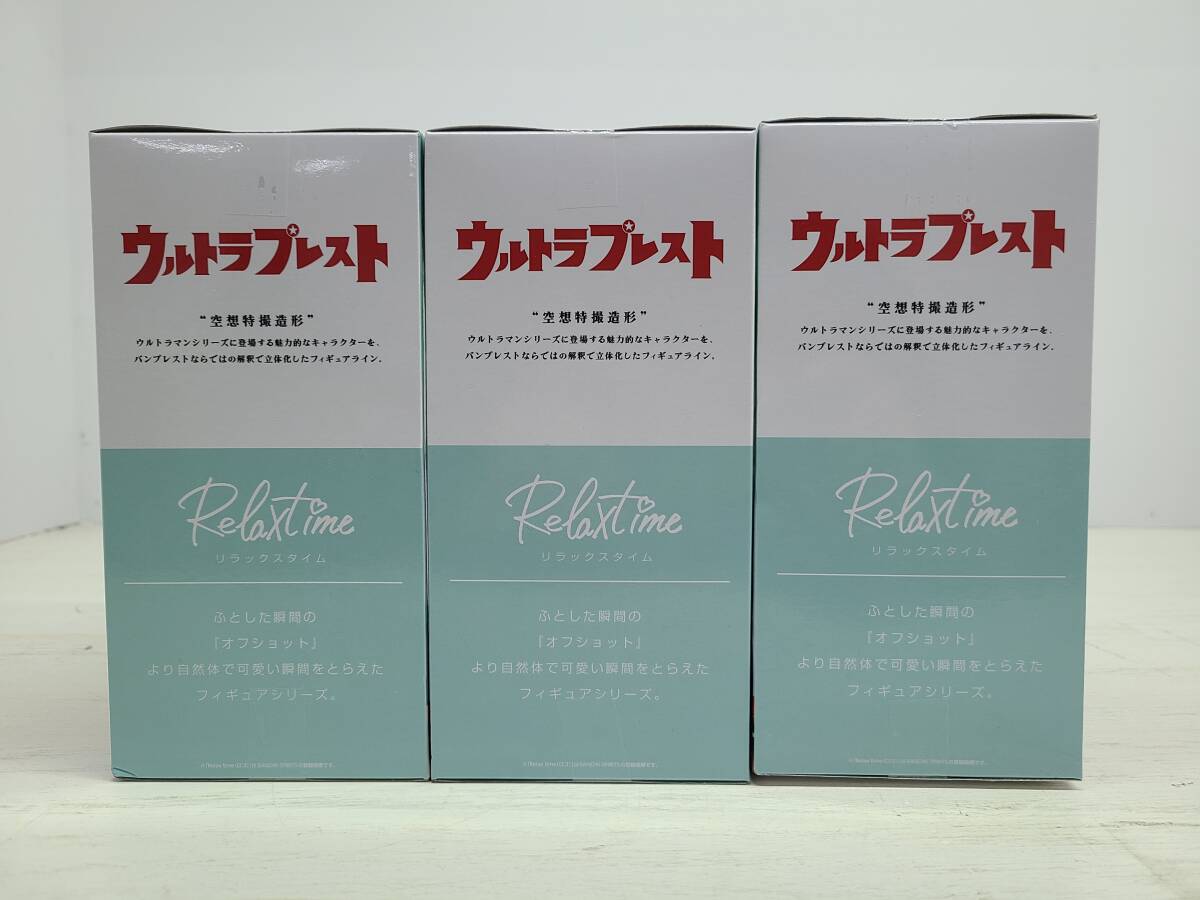 ウルトラプレスト
“空想特撮造形”
ウルトラマンシリーズに登場する魅力的なキャラクターを、
バンプレストならではの解釈で立体化したフィギュアライン。
Relaxtime
リラックスタイム
ふとした瞬間の
『オフショット』
より自然体で可愛い瞬間をとらえた
フィギュアシリーズ。
ウルトラプレスト
“空想特撮造形”
ウルトラマンシリーズに登場する魅力的なキャラクターを、
バンプレストならではの解釈で立体化したフィギュアライン。
Relaxtime
リラックスタイム
ふとした瞬間の
『オフショット』
より自然体で可愛い瞬間をとらえた
フィギュアシリーズ。
ウルトラプレスト
“空想特撮造形”
ウルトラマンシリーズに登場する魅力的なキャラクターを、
バンプレストならではの解釈で立体化したフィギュアライン。
Relaxtime
リラックスタイム
ふとした瞬間の
『オフショット』
より自然体で可愛い瞬間をとらえた
フィギュアシリーズ。